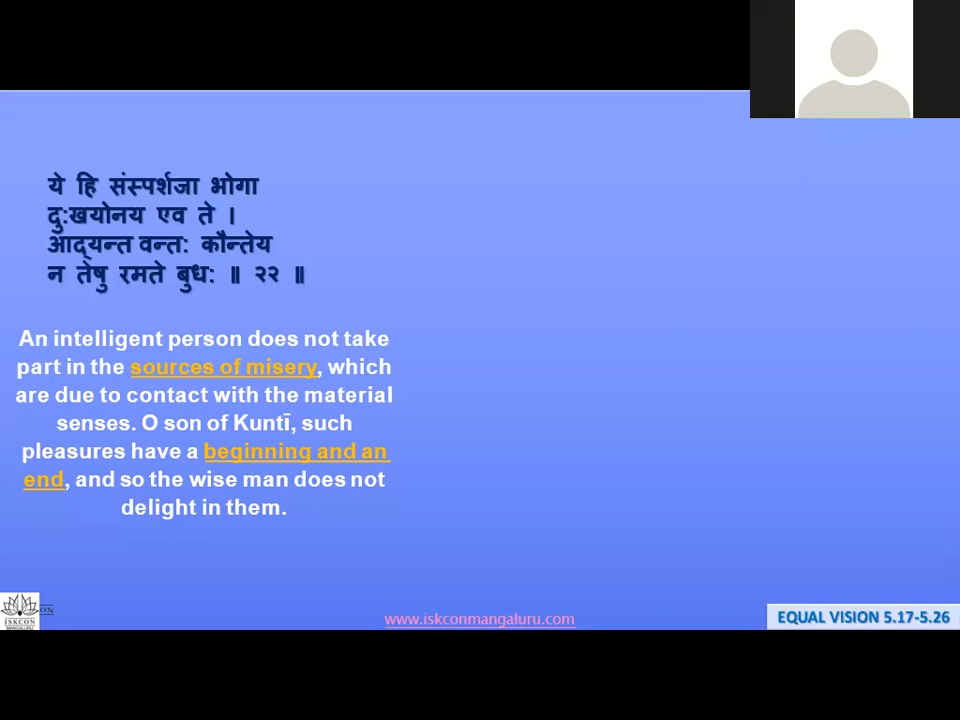 ये हि संस्पर्शजा भोगा
दु:खयोनय एव ते ।
आद्यन्त वन्त: कौन्तेय
न तेषु रमते बुध: ॥ २२ ॥
An intelligent person does not take
part in the sources of misery, which
are due to contact with the material
senses. O son of Kuntī, such
pleasures have a beginning and an
end, and so the wise man does not
delight in them.
ISKCON
MANGALURU
ON
www.iskconmangaluru.com
EQUAL VISION 5.17-5.26